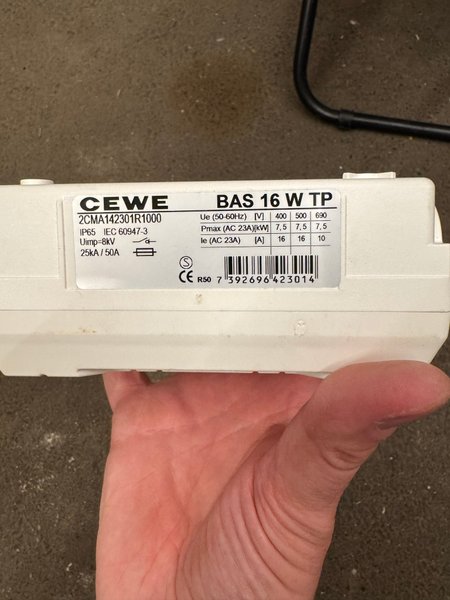 CEWE BAS 16 W TP
2CMA142301R1000
IP65 IEC 60947-3
Uimp=8kV
25kA / 50A
Ue (50-60Hz) [V] 400 500 690
Pmax (AC 23A)[kW] 7,5 7,5 7,5
Ie (AC 23A) [A] 16 16 10
S
CE R50 7 392696 423014